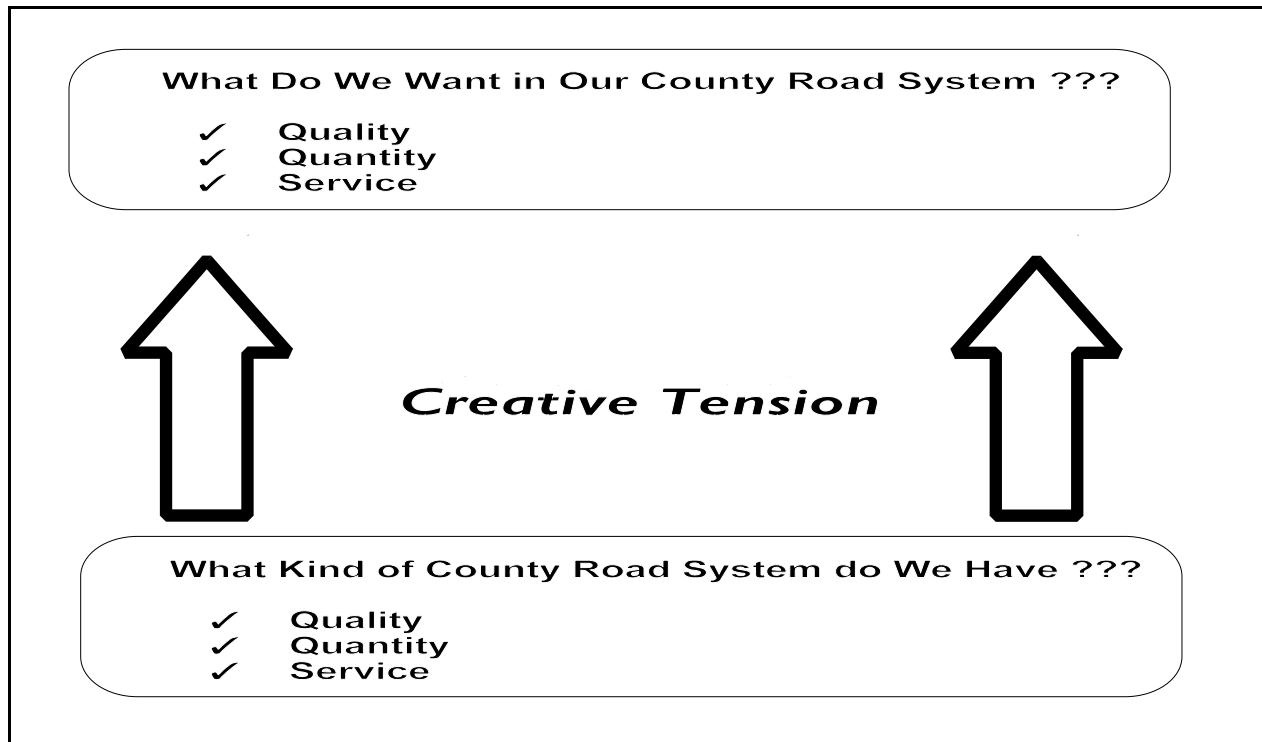 What Do We Want in Our County Road System ???
✓ Quality
✓ Quantity
✓ Service
Creative Tension
What Kind of County Road System do We Have ???
✓ Quality
✓ Quantity
✓ Service